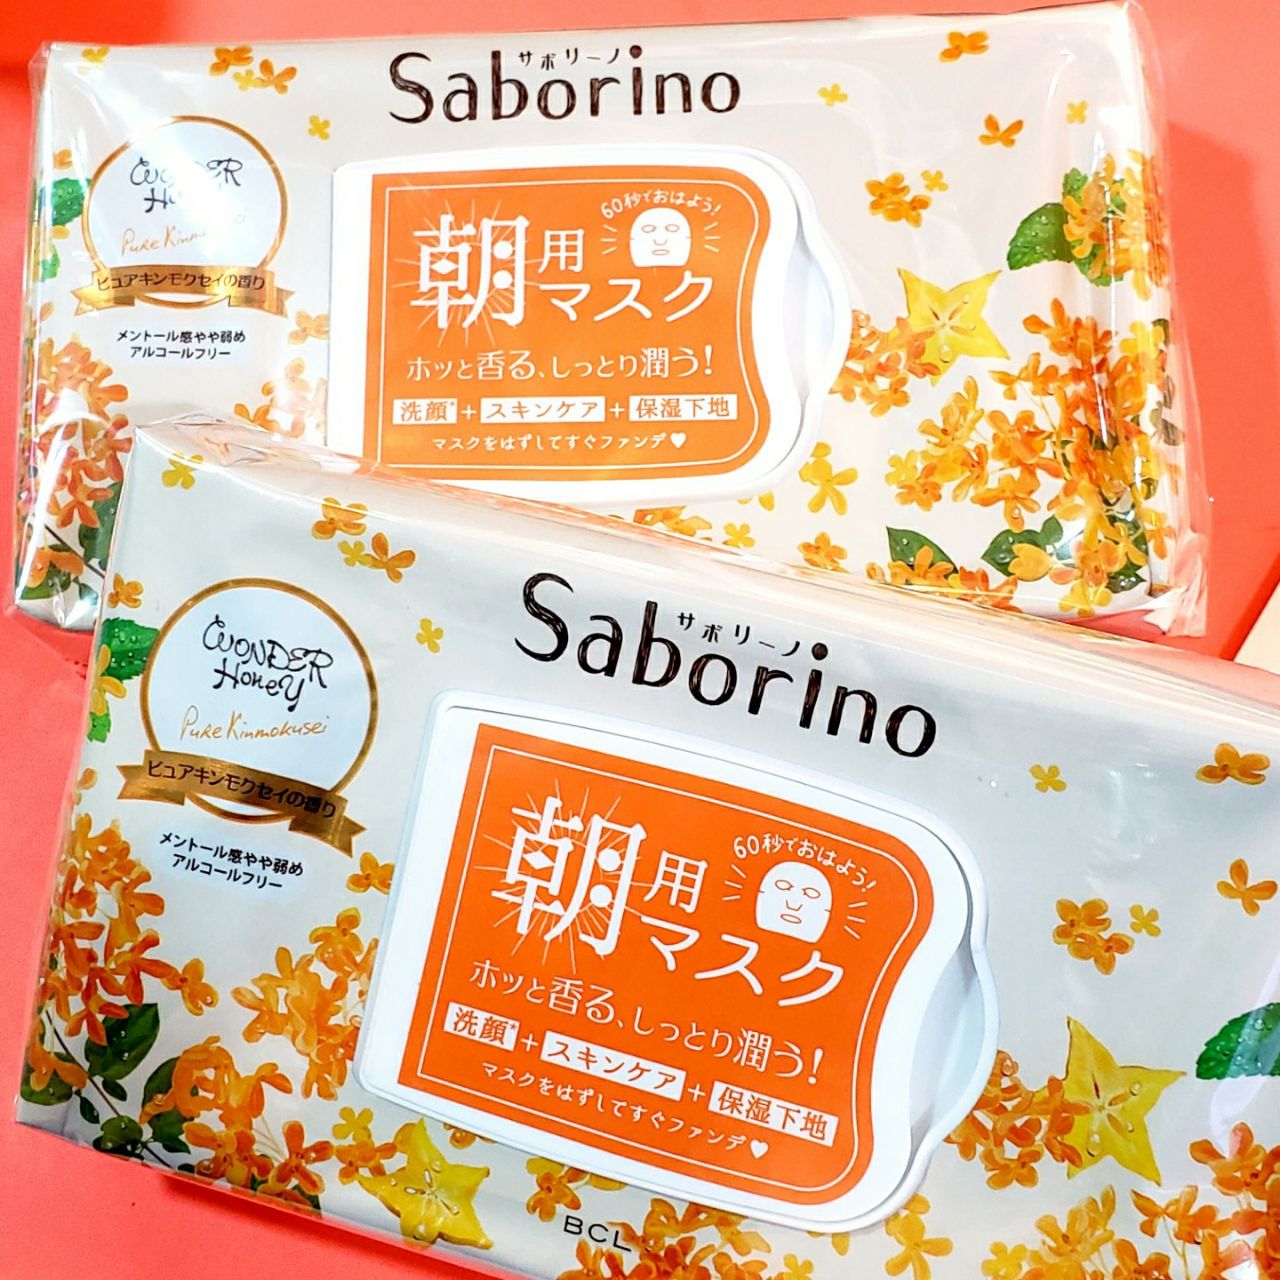 サボリーノ
Saborino
WONDER
Honey
Pure Kinmokusei
ピュアキンモクセイの香り
メントール感やや弱め
アルコールフリー
60秒でおはよう!
朝用
マスク
ホッと香る、しっとり潤う!
洗顔*+スキンケア+保湿下地
マスクをはずしてすぐファンデ♥
サボリーノ
Saborino
WONDER
Honey
Pure Kinmokusei
ピュアキンモクセイの香り
メントール感やや弱め
アルコールフリー
60秒でおはよう!
朝用
マスク
ホッと香る、しっとり潤う!
洗顔*+スキンケア+保湿下地
マスクをはずしてすぐファンデ♥
BCL